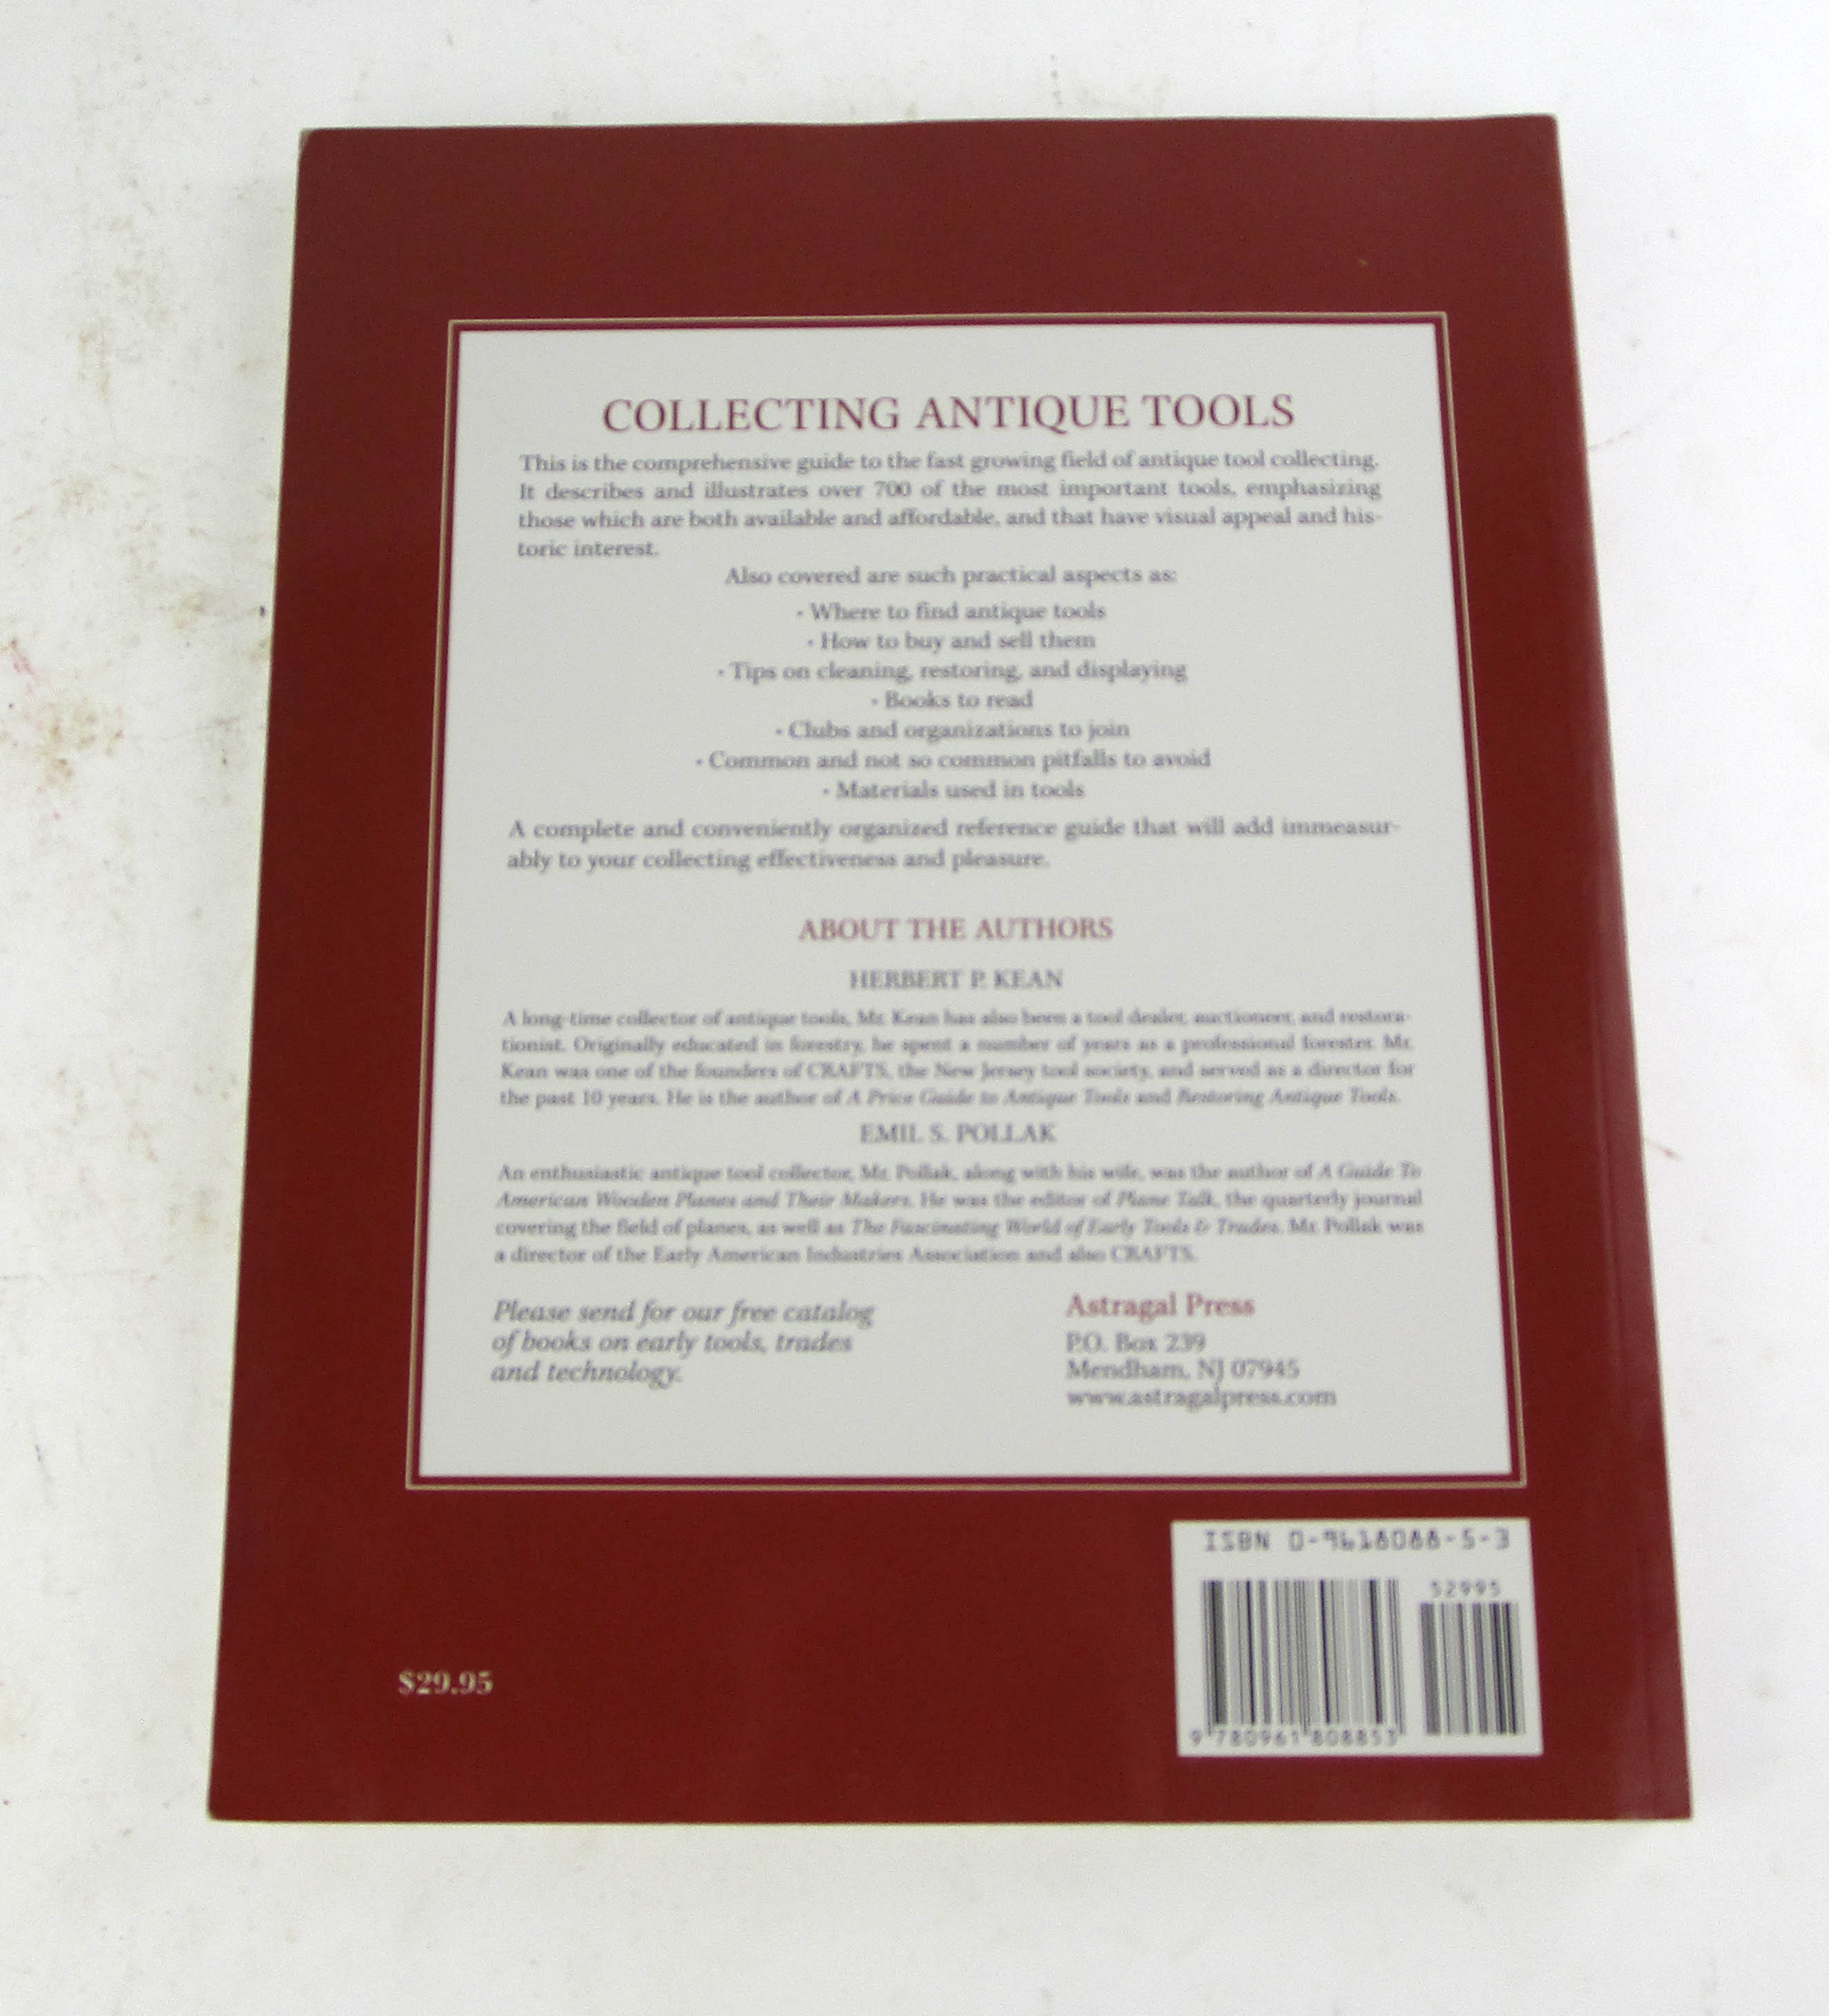 COLLECTING ANTIQUE TOOLS
This is the comprehensive guide to the fast growing field of antique tool collecting.
It describes and illustrates over 700 of the most important tools, emphasizing
those which are both available and affordable, and that have visual appeal and his-
toric interest.
Also covered are such practical aspects as:
• Where to find antique tools
• How to buy and sell them
• Tips on cleaning, restoring, and displaying
• Books to read
• Clubs and organizations to join
• Common and not so common pitfalls to avoid
• Materials used in tools
A complete and conveniently organized reference guide that will add immeasur-
ably to your collecting effectiveness and pleasure.
ABOUT THE AUTHORS
HERBERT P. KEAN
A long-time collector of antique tools, Mr. Kean has also been a tool dealer, auctioneer, and restora-
tionist. Originally educated in forestry, he spent a number of years as a professional forester. Mr.
Kean was one of the founders of CRAFTS, the New Jersey tool society, and served as a director for
the past 10 years. He is the author of A Price Guide to Antique Tools and Restoring Antique Tools.
EMIL S. POLLAK
An enthusiastic antique tool collector, Mr. Pollak, along with his wife, was the author of A Guide To
American Wooden Planes and Their Makers. He was the editor of Plane Talk, the quarterly journal
covering the field of planes, as well as The Fascinating World of Early Tools & Trades. Mr. Pollak was
a director of the Early American Industries Association and also CRAFTS.
Please send for our free catalog
of books on early tools, trades
and technology.
Astragal Press
P.O. Box 239
Mendham, NJ 07945
www.astragalpress.com
ISBN 0-9618088-5-3
52995
9 780961 808853
$29.95